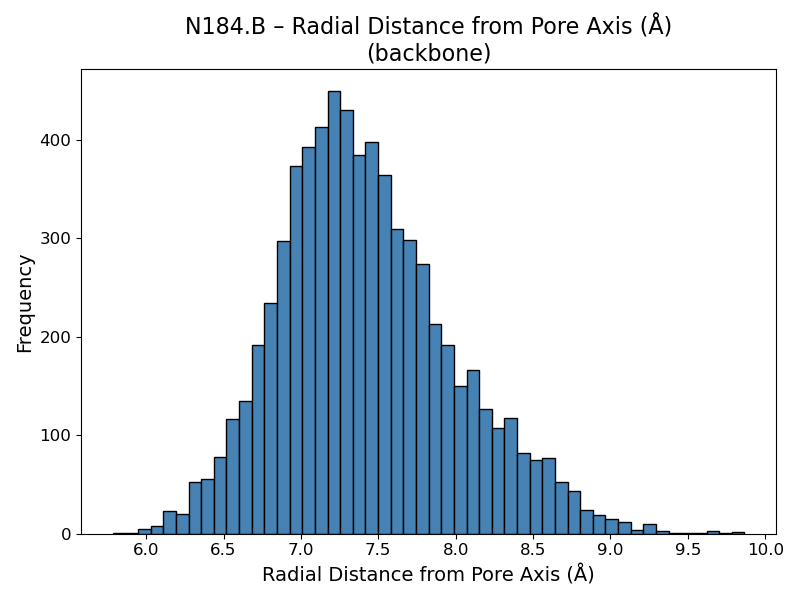 N184.B – Radial Distance from Pore Axis (Å)
(backbone)
Frequency
400
300
200
100
0
6.0 6.5 7.0 7.5 8.0 8.5 9.0 9.5 10.0
Radial Distance from Pore Axis (Å)